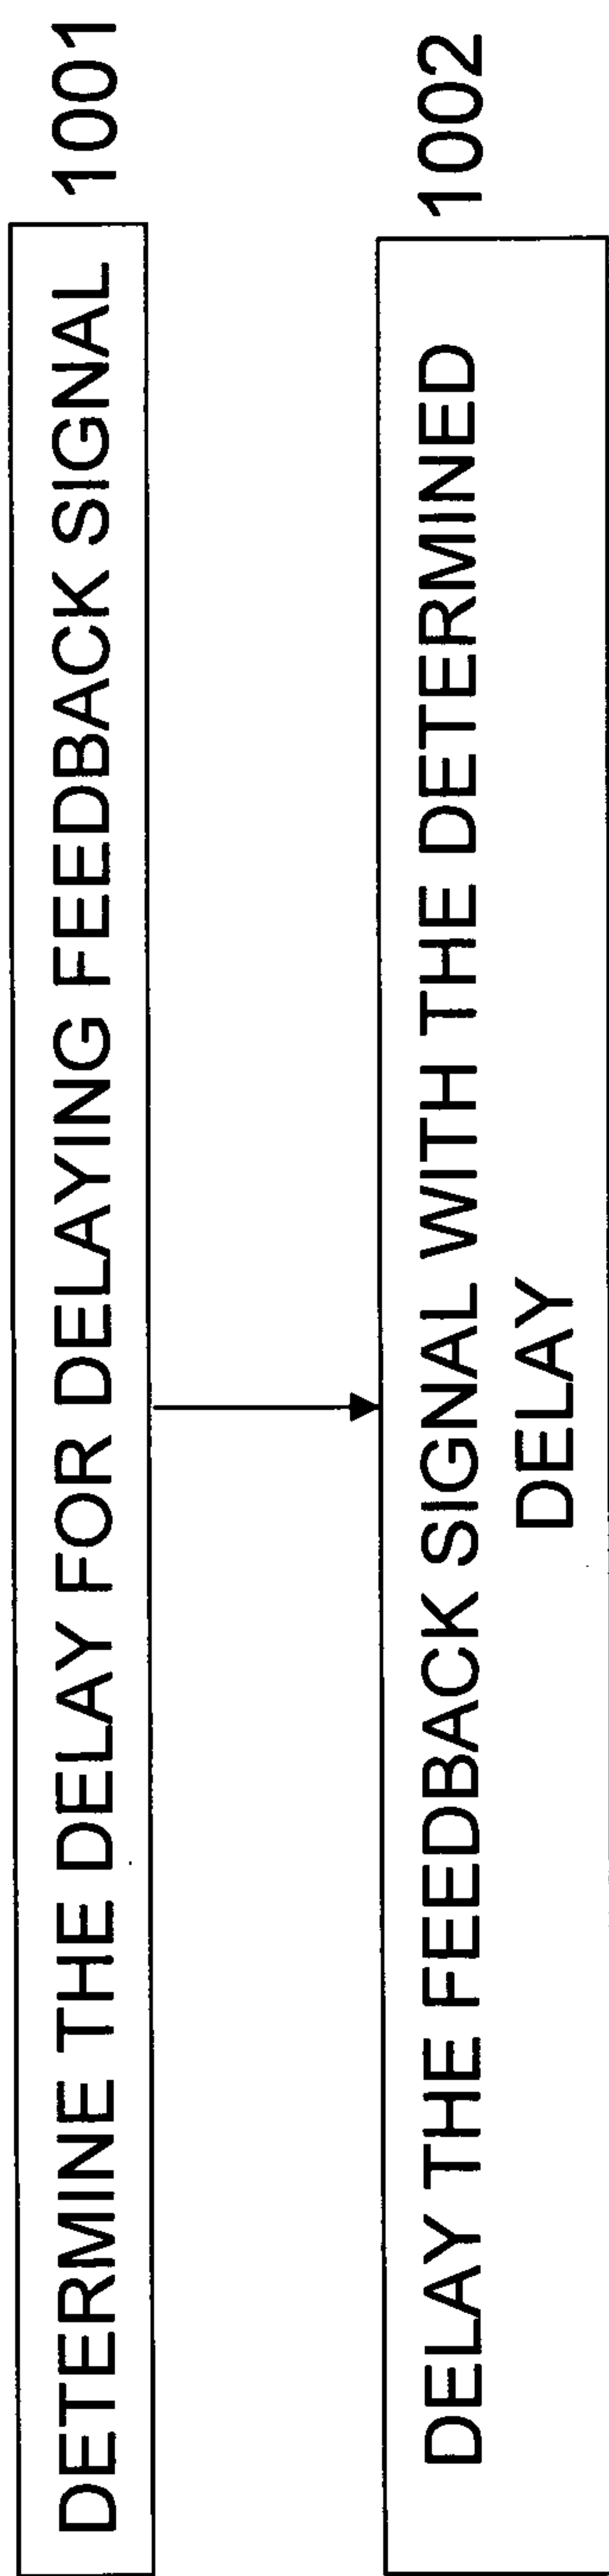 DETERMINE THE DELAY FOR DELAYING FEEDBACK SIGNAL 1001
DELAY THE FEEDBACK SIGNAL WITH THE DETERMINED 1002
DELAY